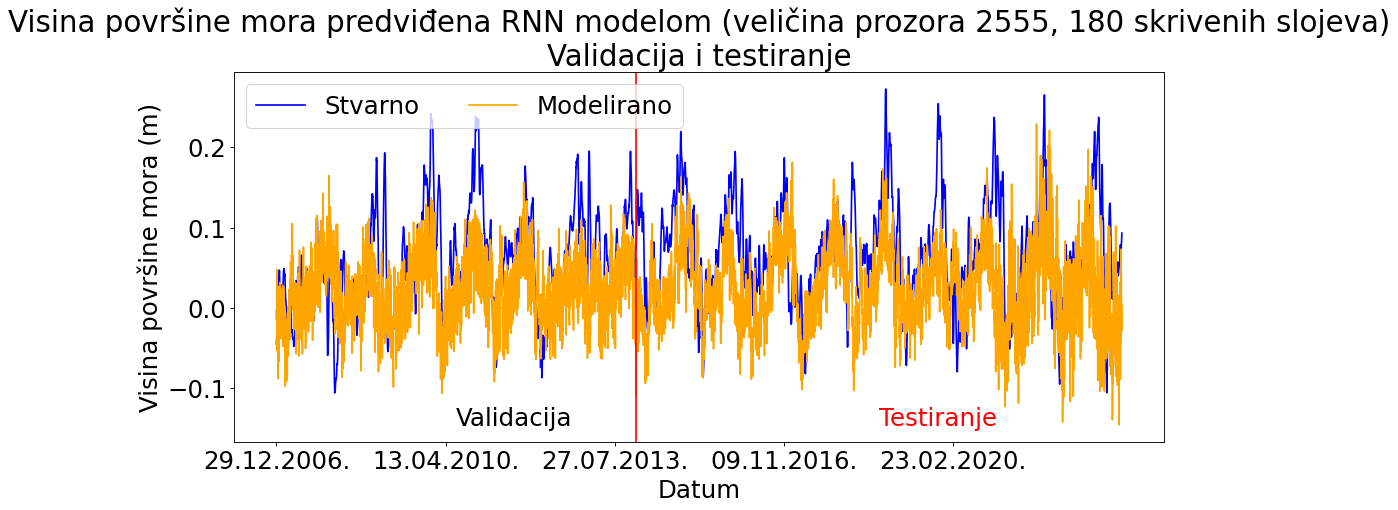 Visina površine mora predviđena RNN modelom (veličina prozora 2555, 180 skrivenih slojeva)
Validacija i testiranje
Stvarno
Modelirano
Visina površine mora (m)
0.2
0.1
0.0
−0.1
Validacija
Testiranje
29.12.2006.
13.04.2010.
27.07.2013.
09.11.2016.
23.02.2020.
Datum